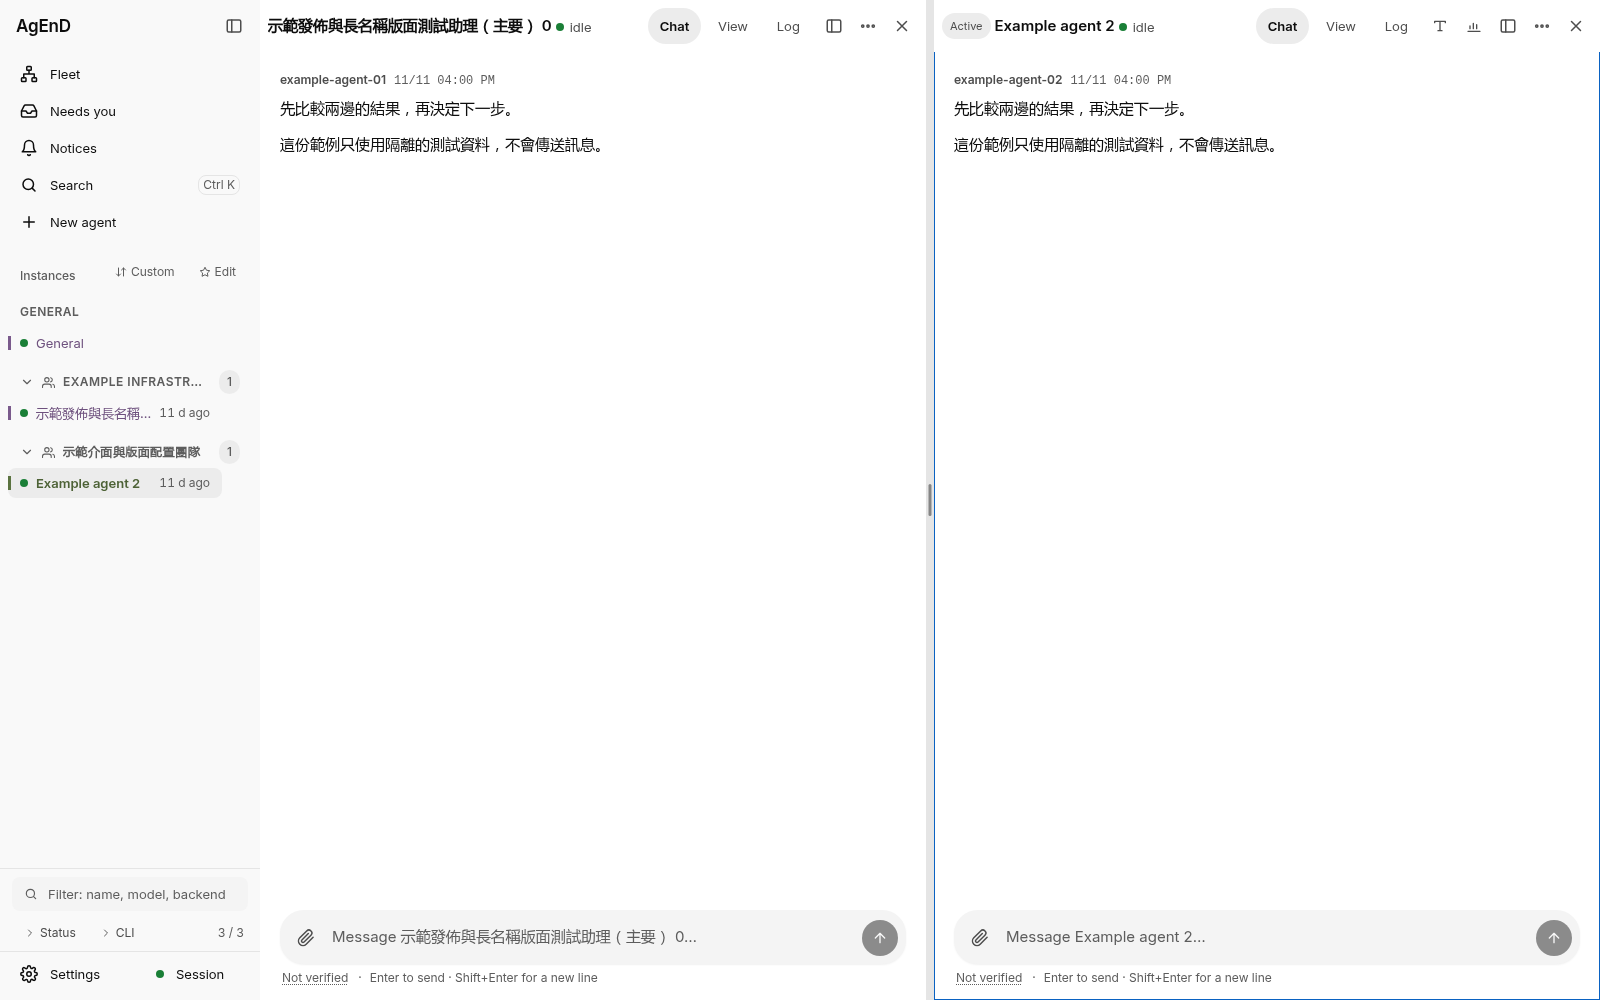 AgEnD
Fleet
Needs you
Notices
Search Ctrl K
New agent
Instances Custom Edit
GENERAL
General
EXAMPLE INFRASTR... 1
示範發佈與長名稱... 11 d ago
示範介面與版面配置團隊 1
Example agent 2 11 d ago
Filter: name, model, backend
Status CLI 3 / 3
Settings Session
示範發佈與長名稱版面測試助理（主要） 0 idle Chat View Log
example-agent-01 11/11 04:00 PM
先比較兩邊的結果，再決定下一步。
這份範例只使用隔離的測試資料，不會傳送訊息。
Message 示範發佈與長名稱版面測試助理（主要） 0...
Not verified · Enter to send · Shift+Enter for a new line
Active Example agent 2 idle Chat View Log
example-agent-02 11/11 04:00 PM
先比較兩邊的結果，再決定下一步。
這份範例只使用隔離的測試資料，不會傳送訊息。
Message Example agent 2...
Not verified · Enter to send · Shift+Enter for a new line